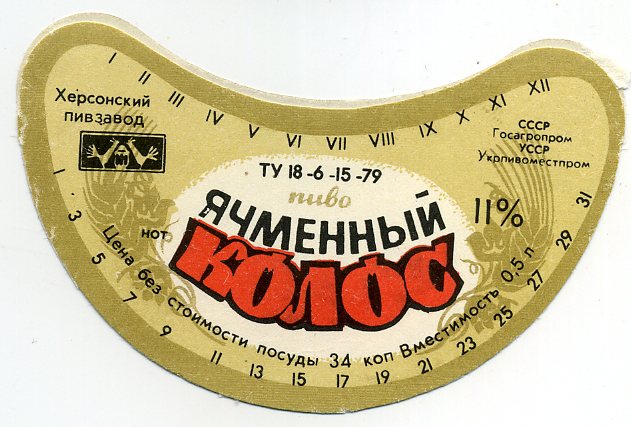 I II III IV V VI VII VIII IX X XI XII
Херсонский
пивзавод
СССР
Госагропром
УССР
Укрпивоместпром
ТУ 18-6-15-79
пиво
ЯЧМЕННЫЙ
КОЛОС
11%
нот
Цена без стоимости посуды 34 коп Вместимость 0,5 л
1 3 5 7 9 11 13 15 17 19 21 23 25 27 29 31